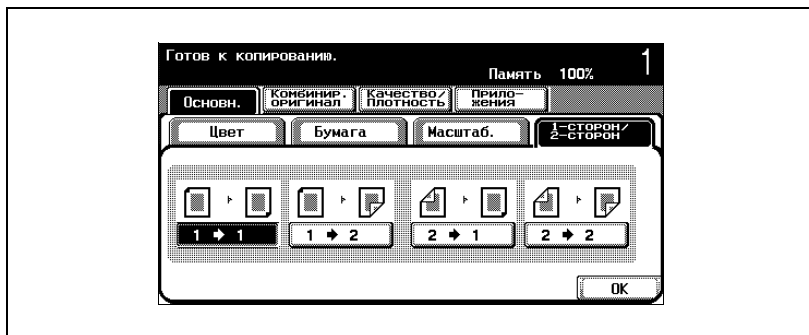 Готов к копированию.
Память 100% 1
Основн. Комбинир. оригинал Качество/ Плотность Прило- жения
Цвет Бумага Масштаб. 1-сторон/ 2-сторон
1 → 1 1 → 2 2 → 1 2 → 2
OK